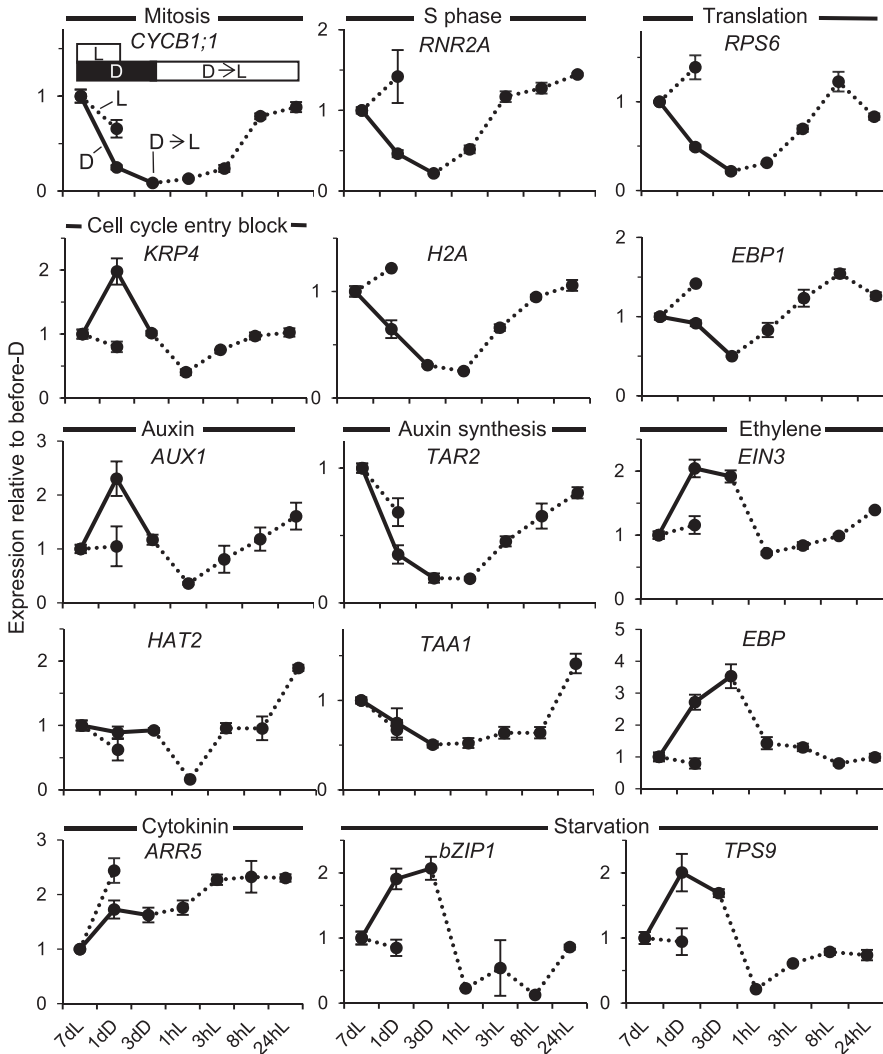 Mitosis
S phase
Translation
CYCB1;1
RNR2A
RPS6
L
D
D → L
L
D
D → L
1
0
2
1
0
1
0
Cell cycle entry block
KRP4
H2A
EBP1
2
1
0
1
0
2
1
0
Expression relative to before-D
Auxin
Auxin synthesis
Ethylene
AUX1
TAR2
EIN3
3
2
1
0
1
0
2
1
0
HAT2
TAA1
EBP
2
1
0
2
1
0
5
4
3
2
1
0
Cytokinin
Starvation
ARR5
bZIP1
TPS9
3
2
1
0
2
1
0
2
1
0
7dL 1dD 3dD 1hL 3hL 8hL 24hL
7dL 1dD 3dD 1hL 3hL 8hL 24hL
7dL 1dD 3dD 1hL 3hL 8hL 24hL